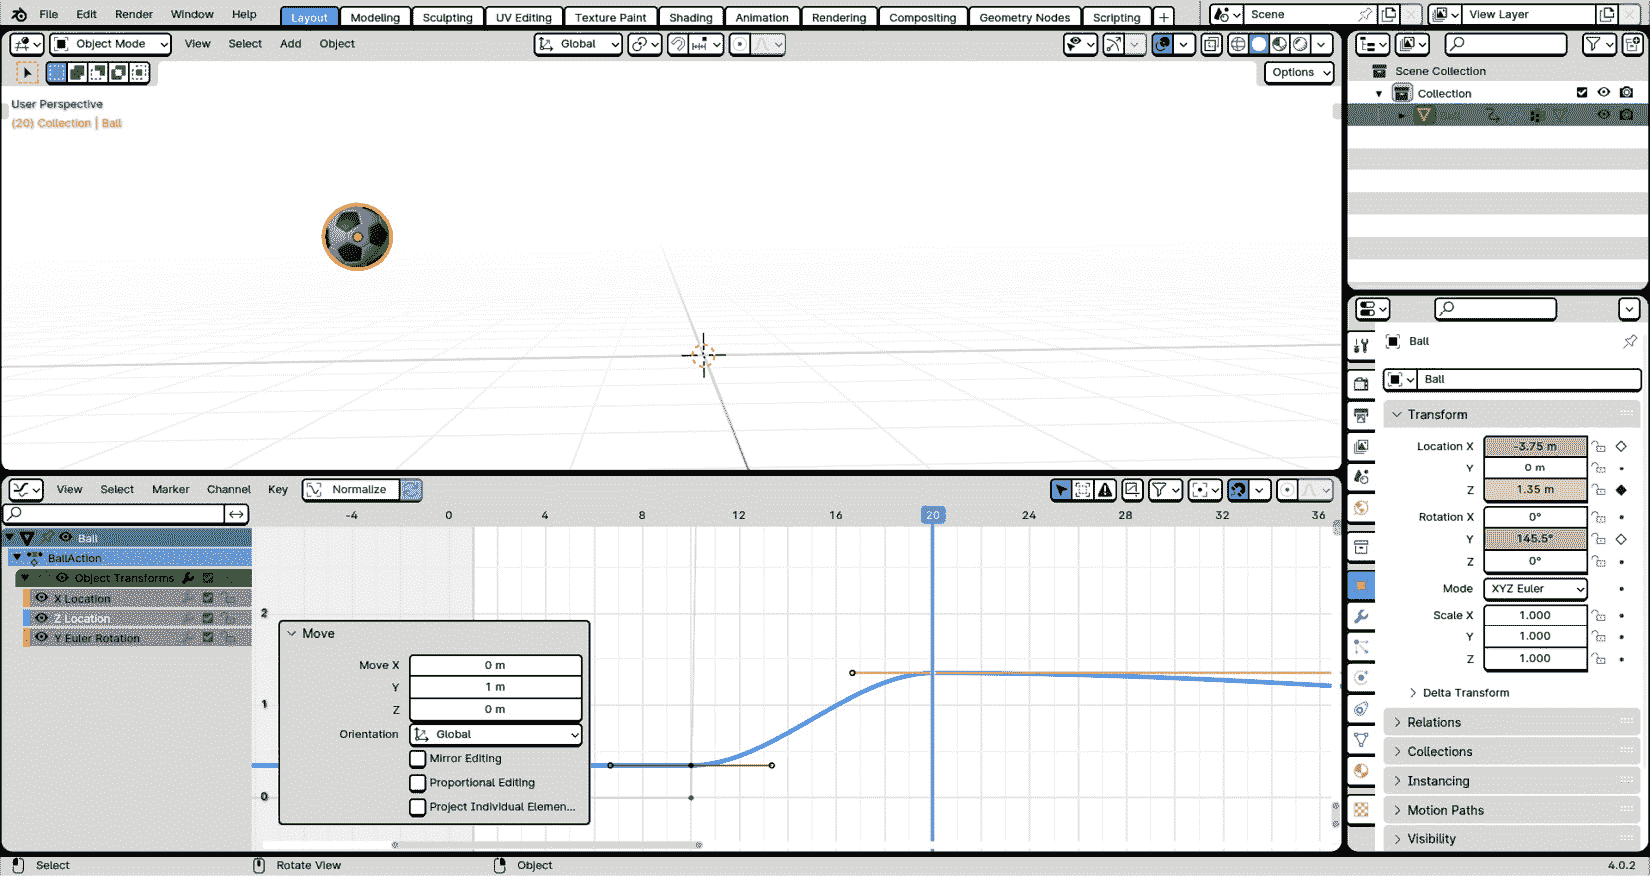 File Edit Render Window Help Layout Modeling Sculpting UV Editing Texture Paint Shading Animation Rendering Compositing Geometry Nodes Scripting + Scene View Layer
Object Mode View Select Add Object Global
Options
User Perspective
(20) Collection | Ball
Scene Collection
Collection
Ball
Ball
Transform
Location X -3.75 m
Y 0 m
Z 1.35 m
Rotation X 0°
Y 145.5°
Z 0°
Mode XYZ Euler
Scale X 1.000
Y 1.000
Z 1.000
Delta Transform
Relations
Collections
Instancing
Motion Paths
Visibility
View Select Marker Channel Key Normalize
-4 0 4 8 12 16 20 24 28 32 36
Ball
BallAction
Object Transforms
X Location
Z Location
Y Euler Rotation
2
1
0
Move
Move X 0 m
Y 1 m
Z 0 m
Orientation Global
Mirror Editing
Proportional Editing
Project Individual Elemen...
Select Rotate View Object 4.0.2